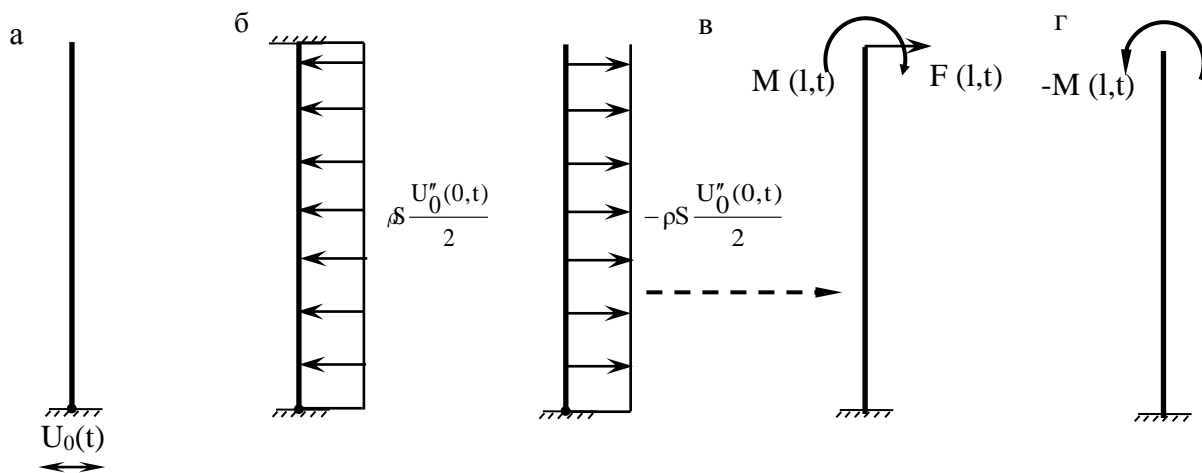 а
б
в
г
M (l,t)
F (l,t)
-M (l,t)
ρS U″₀(0,t) / 2
−ρS U″₀(0,t) / 2
U₀(t)